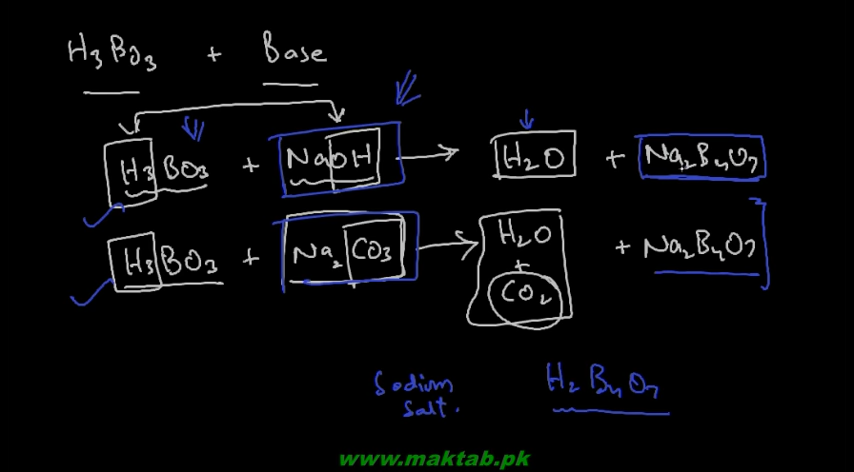 H₃BO₃ + Base
H₃BO₃ + NaOH → H₂O + Na₂B₄O₇
H₃BO₃ + Na₂CO₃ → H₂O + CO₂ + Na₂B₄O₇
Sodium salt. H₂B₄O₇
www.maktab.pk